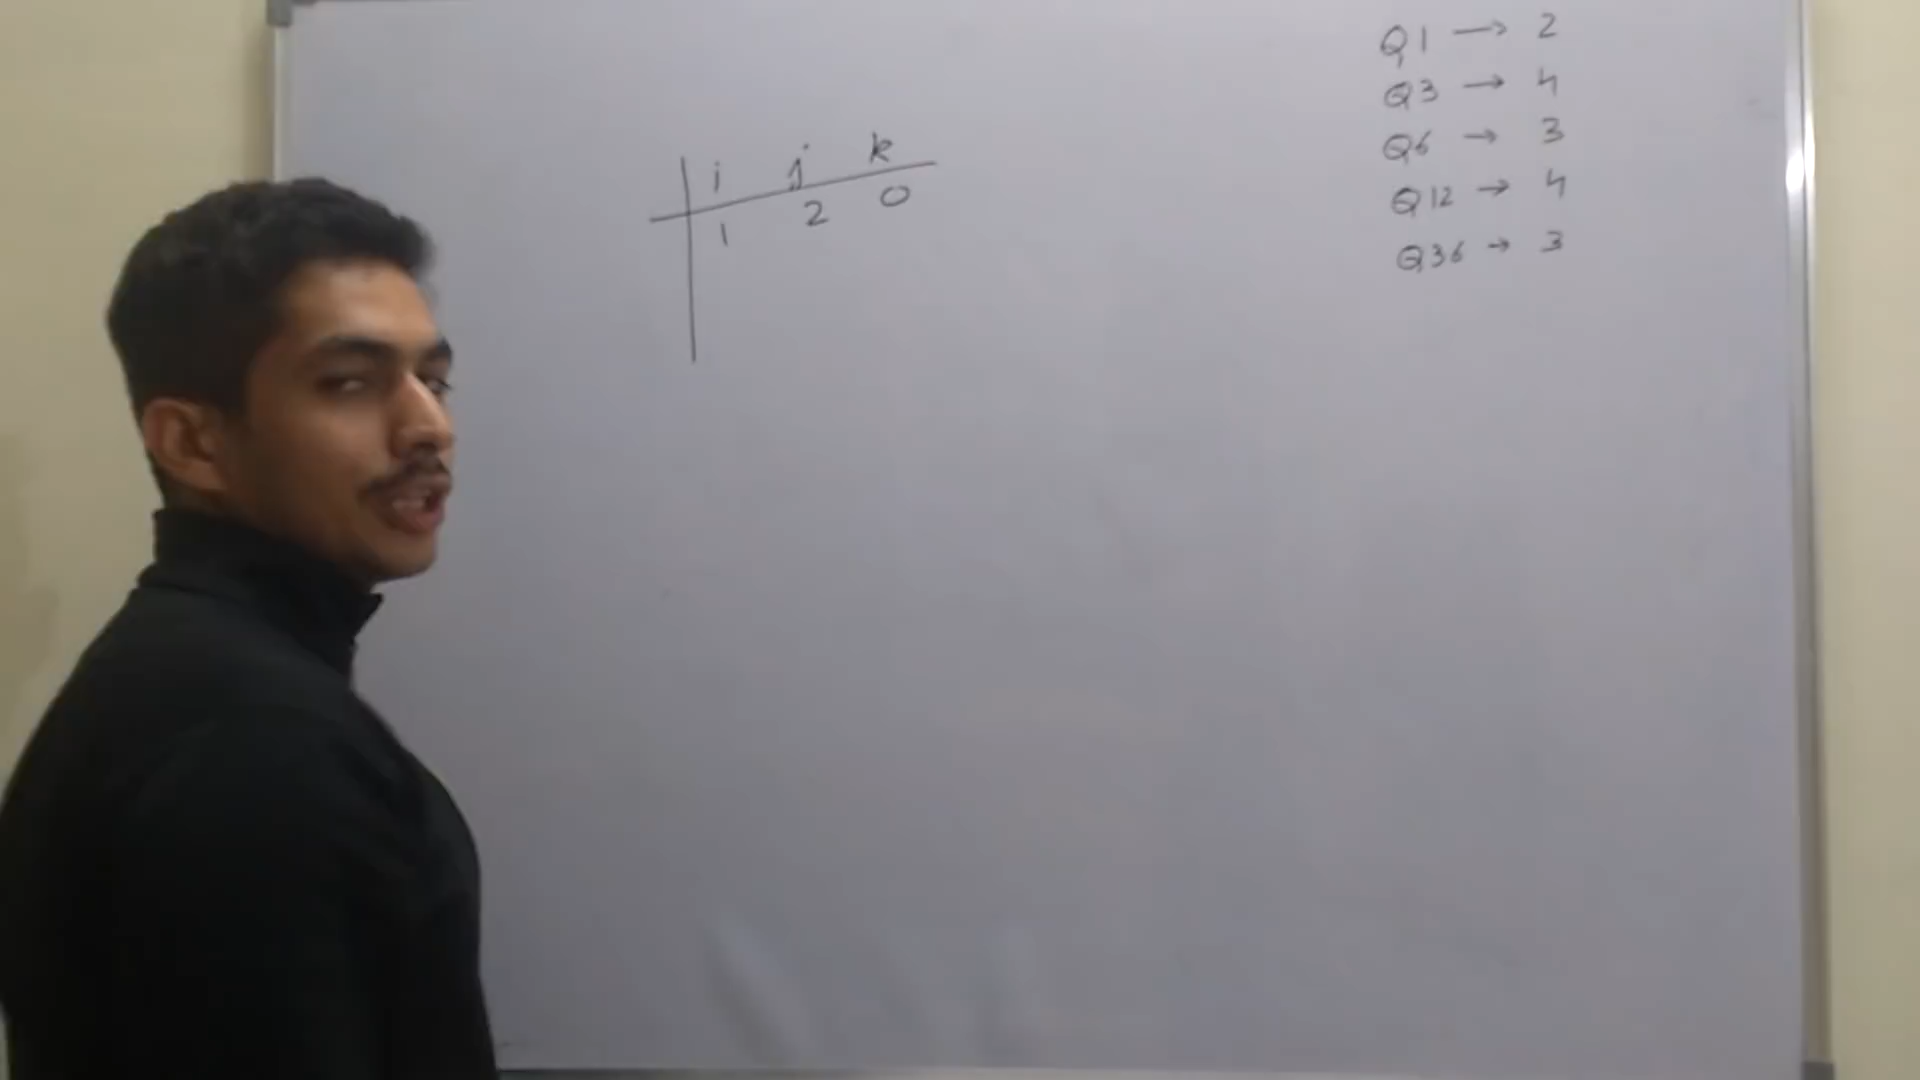 i j k
1 2 0
Q1 → 2
Q3 → 4
Q6 → 3
Q12 → 4
Q36 → 3